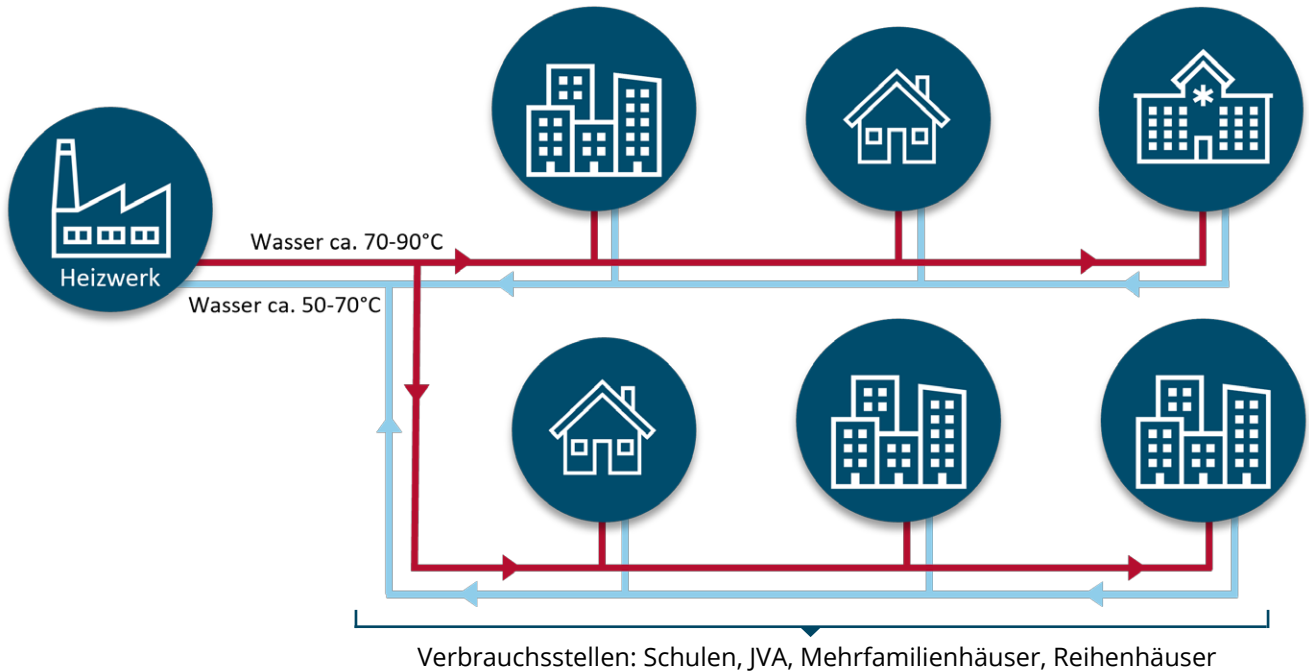 Wasser ca. 70-90°C
Heizwerk
Wasser ca. 50-70°C
Verbrauchsstellen: Schulen, JVA, Mehrfamilienhäuser, Reihenhäuser